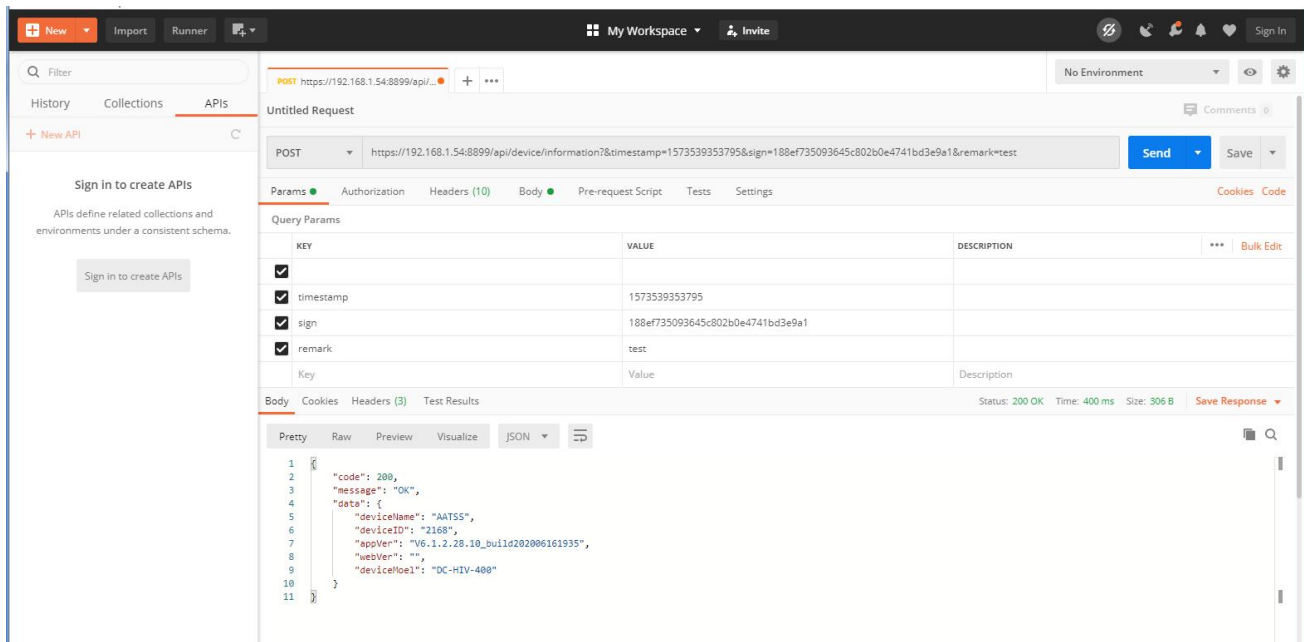 New Import Runner My Workspace Invite Sign In
Filter
History Collections APIs
+ New API
Sign in to create APIs
APIs define related collections and
environments under a consistent schema.
Sign in to create APIs
POST https://192.168.1.54:8899/api/... + ••• No Environment
Untitled Request Comments 0
POST https://192.168.1.54:8899/api/device/information?&timestamp=1573539353795&sign=188ef735093645c802b0e4741bd3e9a1&remark=test Send Save
Params Authorization Headers (10) Body Pre-request Script Tests Settings Cookies Code
Query Params
KEY VALUE DESCRIPTION ••• Bulk Edit
timestamp 1573539353795
sign 188ef735093645c802b0e4741bd3e9a1
remark test
Key Value Description
Body Cookies Headers (3) Test Results Status: 200 OK Time: 400 ms Size: 306 B Save Response
Pretty Raw Preview Visualize JSON
1 {
2 "code": 200,
3 "message": "OK",
4 "data": {
5 "deviceName": "AATSS",
6 "deviceID": "2168",
7 "appVer": "V6.1.2.28.10_build202006161935",
8 "webVer": "",
9 "deviceMoel": "DC-HIV-400"
10 }
11 }